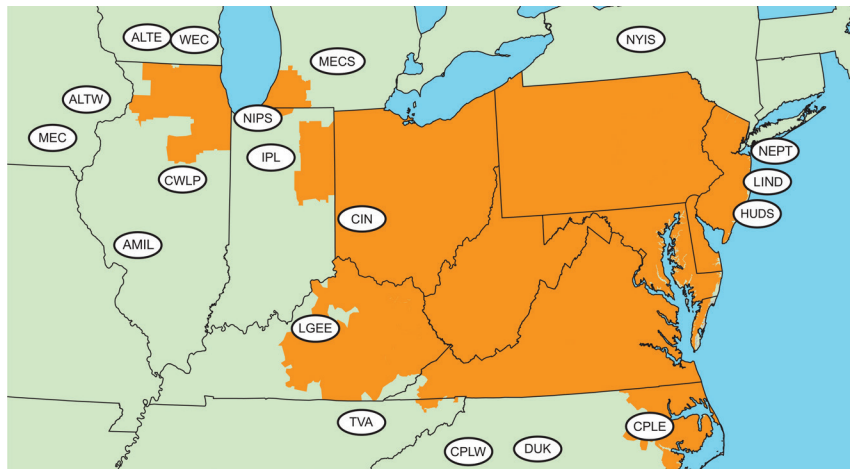 ALTE
WEC
MECS
NYIS
ALTW
NIPS
MEC
IPL
NEPT
CWLP
LIND
CIN
HUDS
AMIL
LGEE
TVA
CPLE
CPLW
DUK